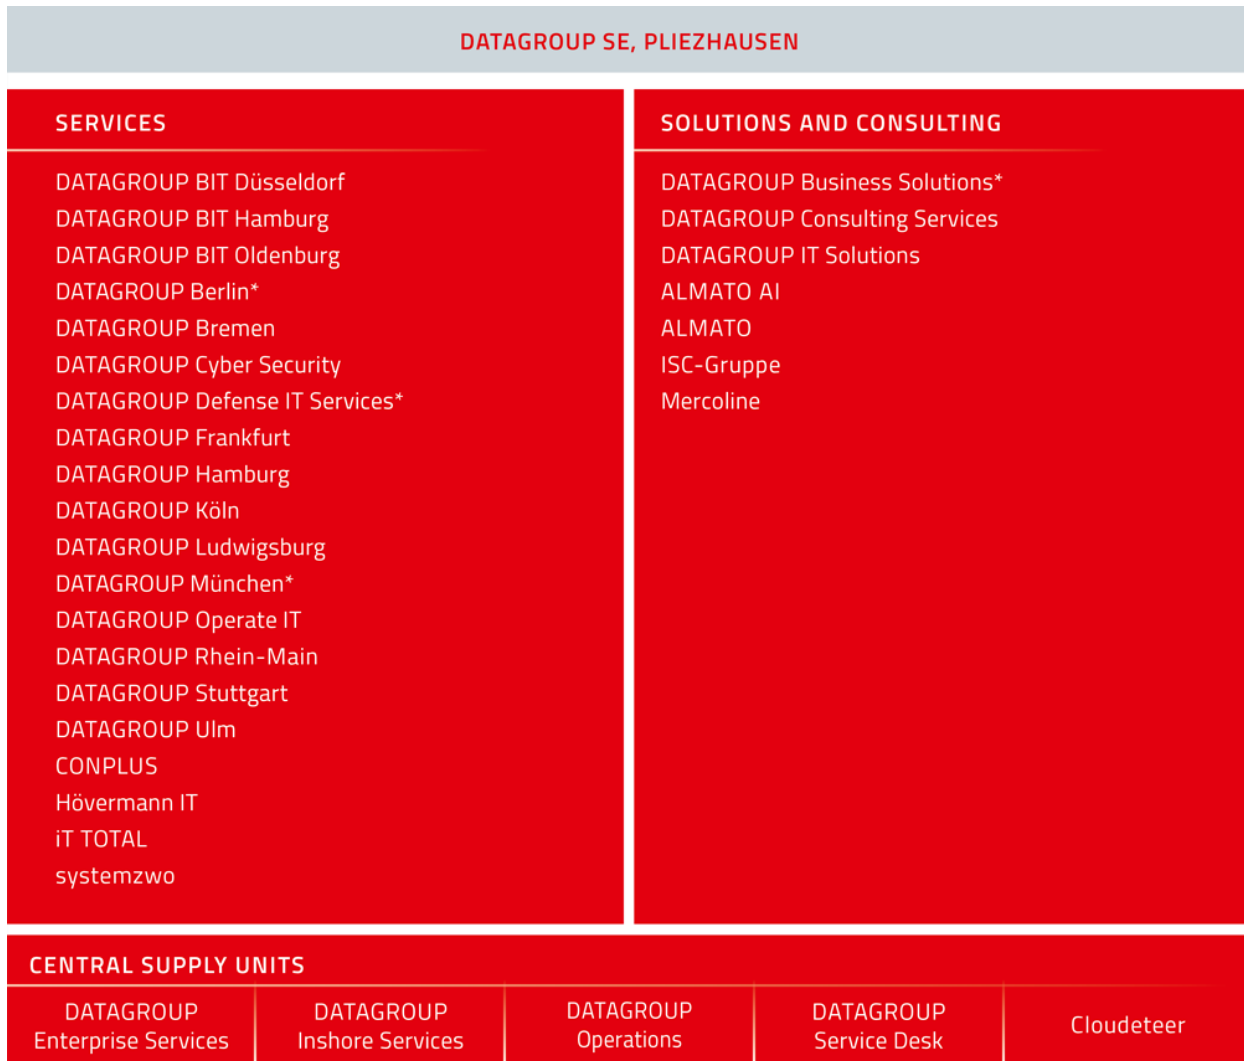 DATAGROUP SE, PLIEZHAUSEN
SERVICES
DATAGROUP BIT Düsseldorf
DATAGROUP BIT Hamburg
DATAGROUP BIT Oldenburg
DATAGROUP Berlin*
DATAGROUP Bremen
DATAGROUP Cyber Security
DATAGROUP Defense IT Services*
DATAGROUP Frankfurt
DATAGROUP Hamburg
DATAGROUP Köln
DATAGROUP Ludwigsburg
DATAGROUP München*
DATAGROUP Operate IT
DATAGROUP Rhein-Main
DATAGROUP Stuttgart
DATAGROUP Ulm
CONPLUS
Hövermann IT
iT TOTAL
systemzwo
SOLUTIONS AND CONSULTING
DATAGROUP Business Solutions*
DATAGROUP Consulting Services
DATAGROUP IT Solutions
ALMATO AI
ALMATO
ISC-Gruppe
Mercoline
CENTRAL SUPPLY UNITS
DATAGROUP
Enterprise Services
DATAGROUP
Inshore Services
DATAGROUP
Operations
DATAGROUP
Service Desk
Cloudeteer